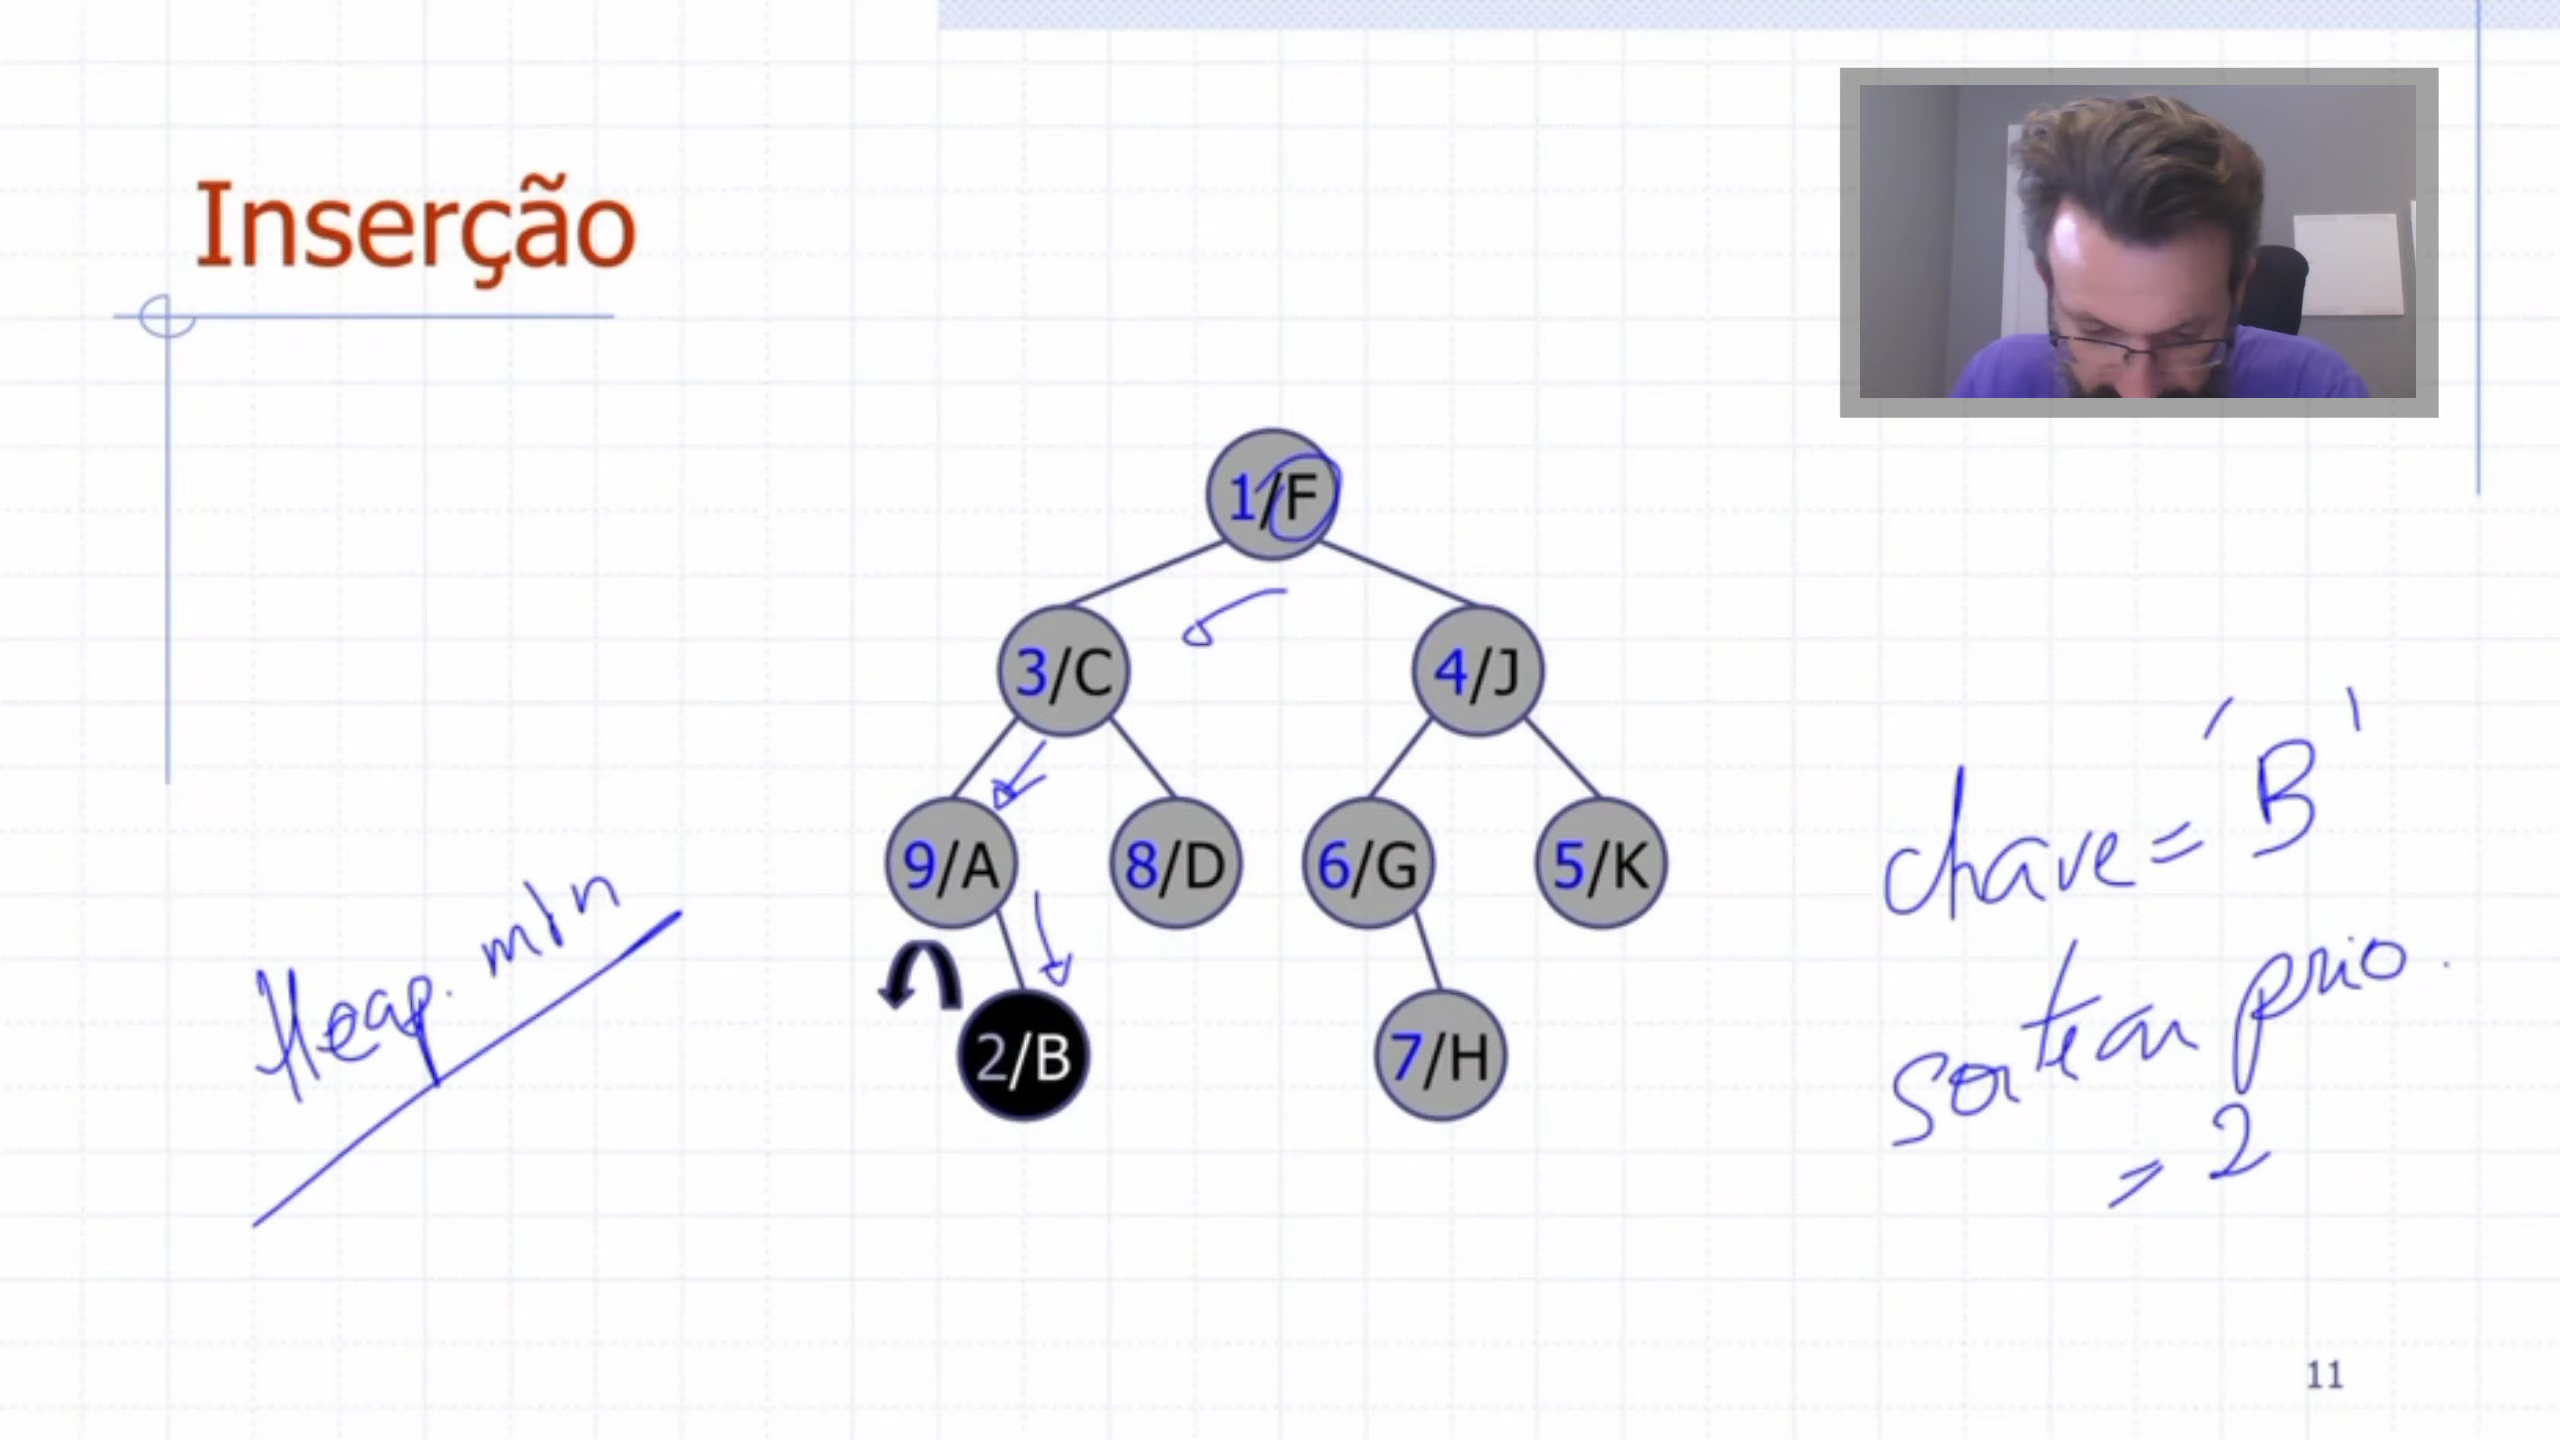 Inserção
1/F
3/C 4/J
9/A 8/D 6/G 5/K
2/B 7/H
Heap. min
chave = 'B'
sortear prio.
= 2
11